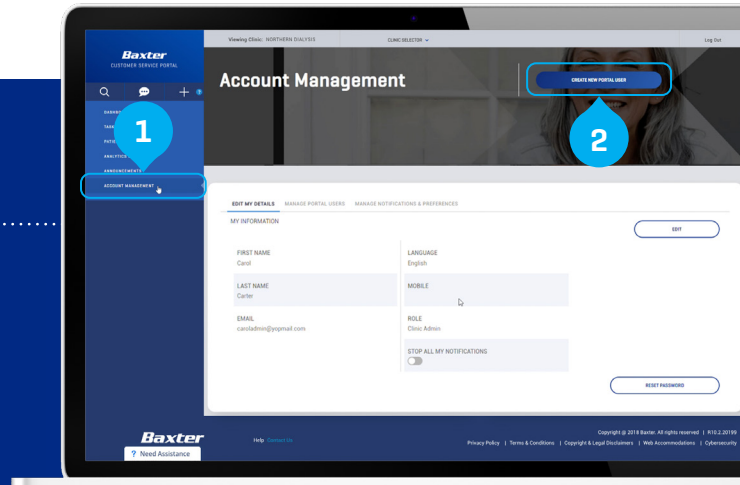 Viewing Clinic: NORTHERN DIALYSIS
CLINIC SELECTOR
Log Out
Baxter
CUSTOMER SERVICE PORTAL
Account Management
CREATE NEW PORTAL USER
1
2
ANALYTICS
ANNOUNCEMENTS
ACCOUNT MANAGEMENT
EDIT MY DETAILS MANAGE PORTAL USERS MANAGE NOTIFICATIONS & PREFERENCES
MY INFORMATION
EDIT
FIRST NAME
Carol
LANGUAGE
English
LAST NAME
Carter
MOBILE
EMAIL
caroladmin@yopmail.com
ROLE
Clinic Admin
STOP ALL MY NOTIFICATIONS
RESET PASSWORD
Baxter
? Need Assistance
Help Contact Us
Copyright @ 2018 Baxter. All rights reserved | R10.2.20189
Privacy Policy | Terms & Conditions | Copyright & Legal Disclaimers | Web Accommodations | Cybersecurity